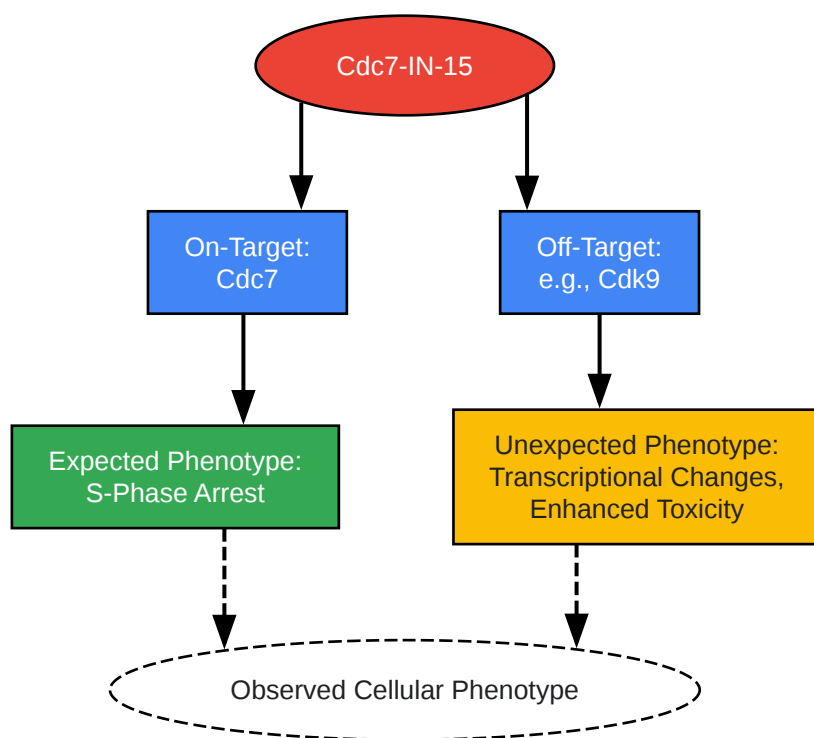 Cdc7-IN-15
On-Target:
Cdc7
Off-Target:
e.g., Cdk9
Expected Phenotype:
S-Phase Arrest
Unexpected Phenotype:
Transcriptional Changes,
Enhanced Toxicity
Observed Cellular Phenotype